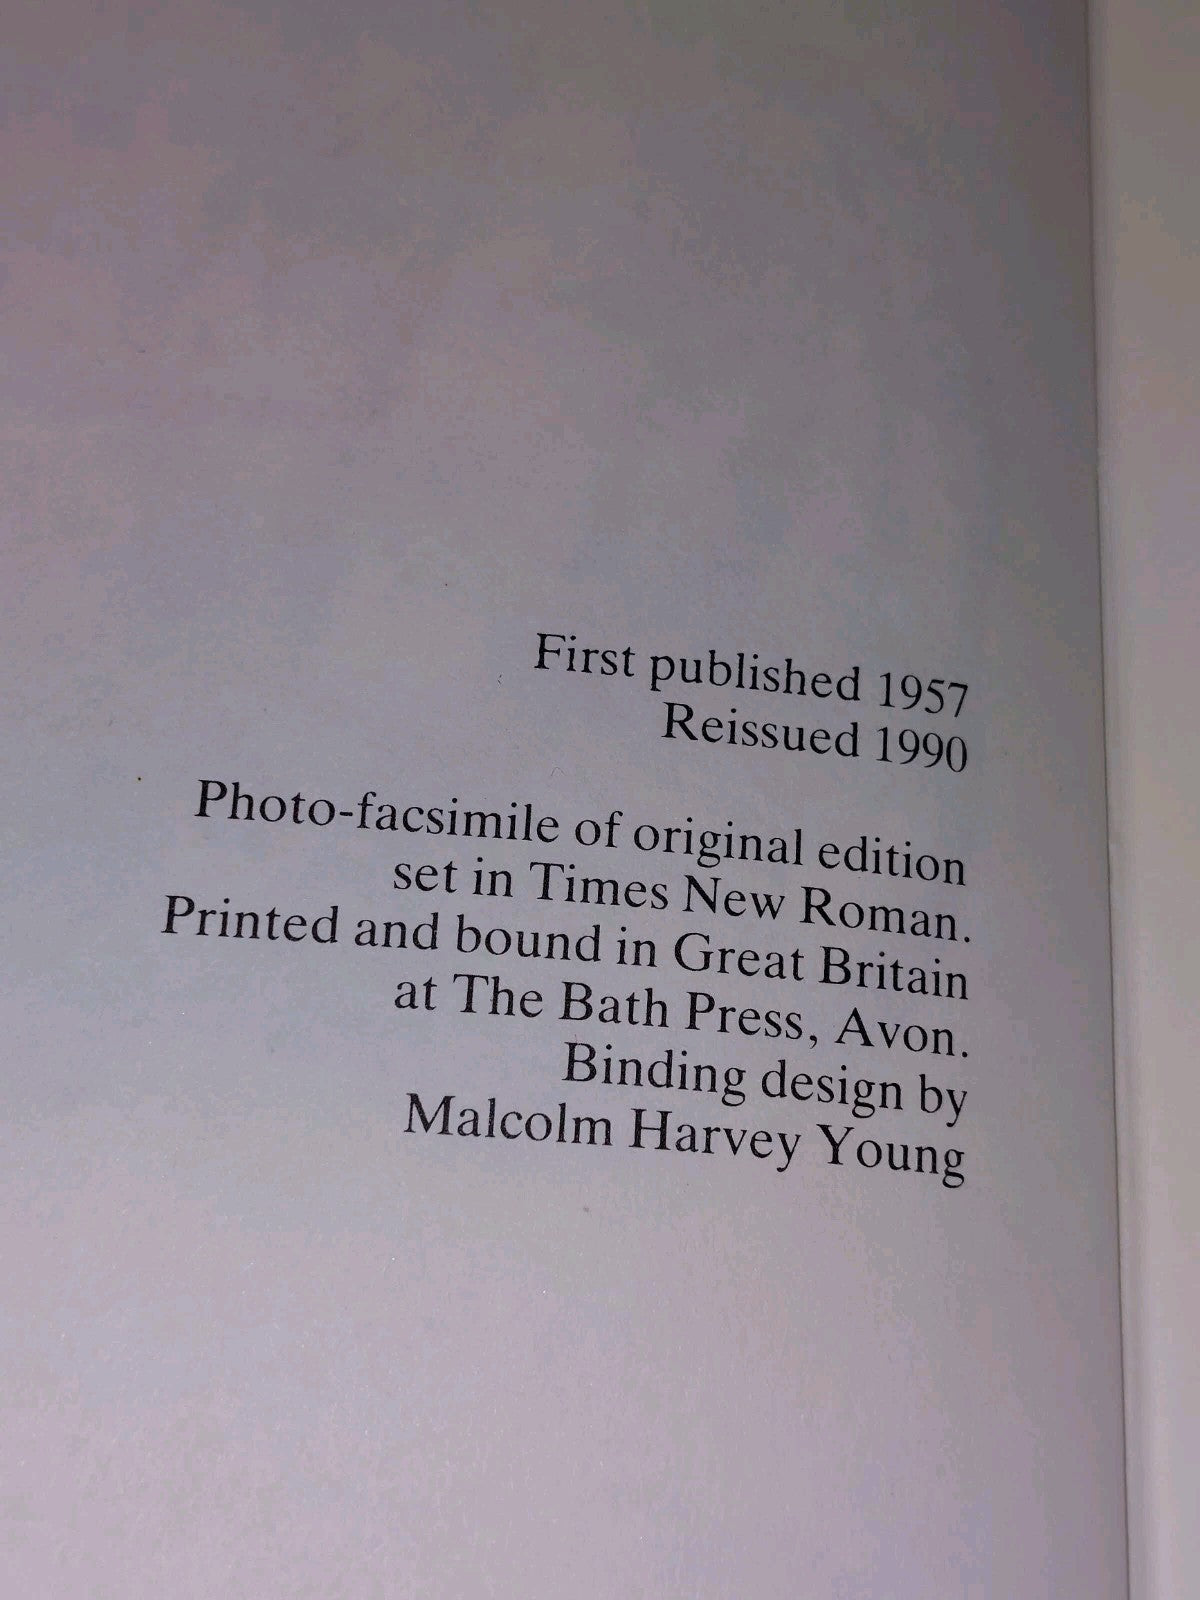 First published 1957
Reissued 1990
Photo-facsimile of original edition
set in Times New Roman.
Printed and bound in Great Britain
at The Bath Press, Avon.
Binding design by
Malcolm Harvey Young